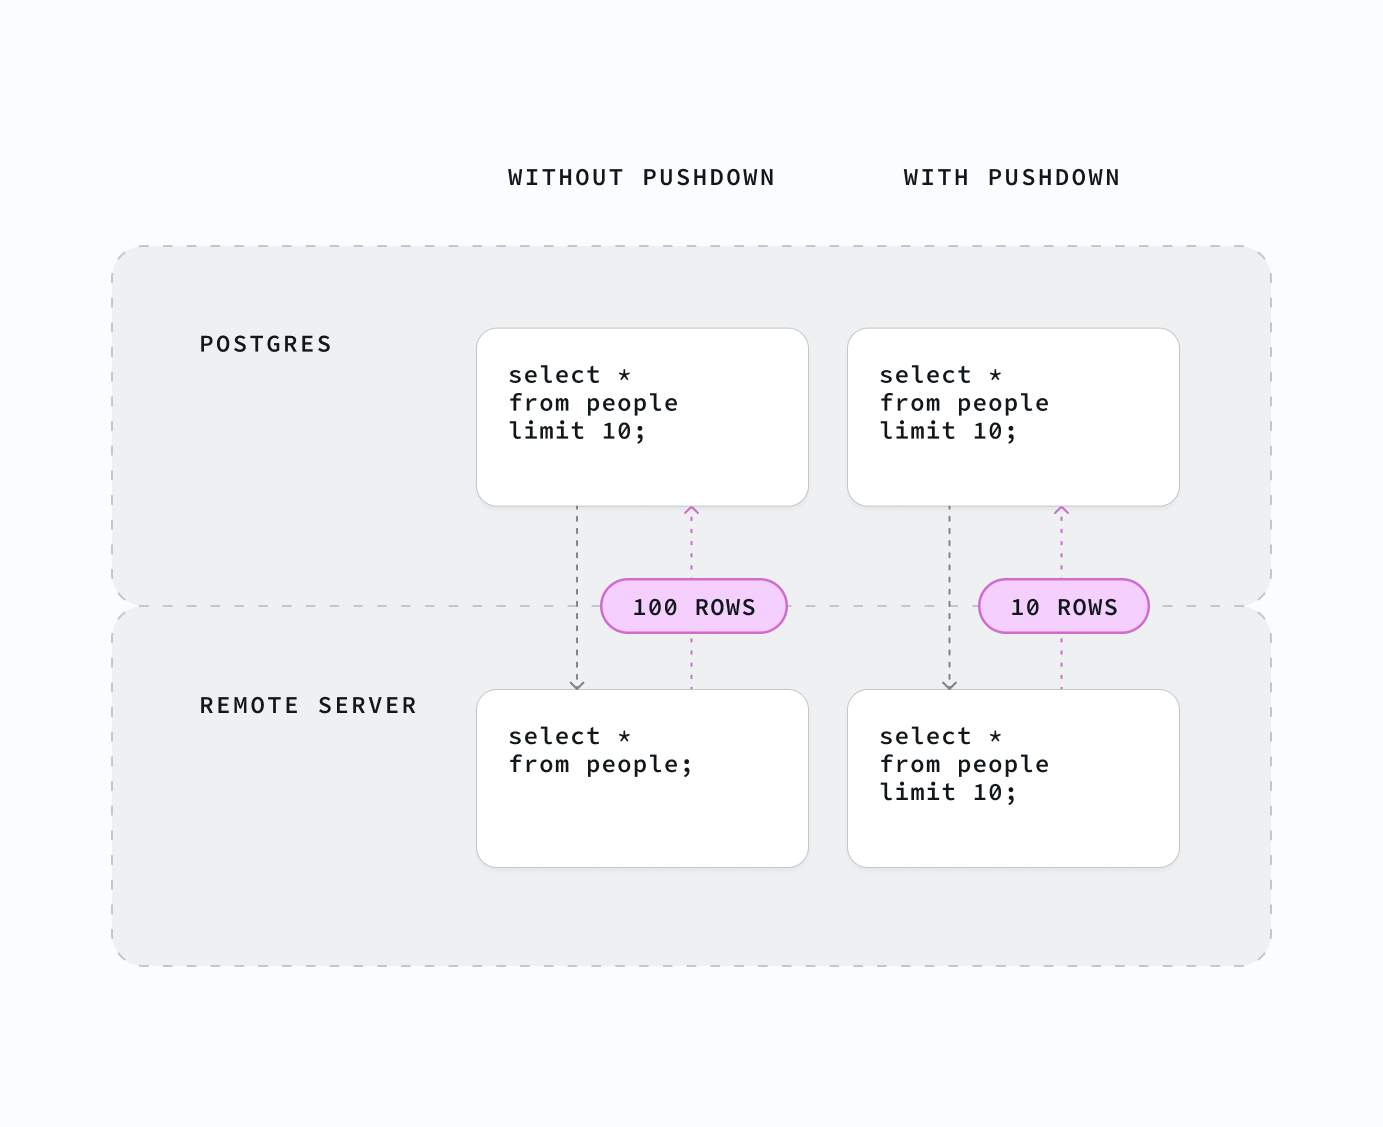 WITHOUT PUSHDOWN
WITH PUSHDOWN
POSTGRES
select *
from people
limit 10;
select *
from people
limit 10;
100 ROWS
10 ROWS
REMOTE SERVER
select *
from people;
select *
from people
limit 10;